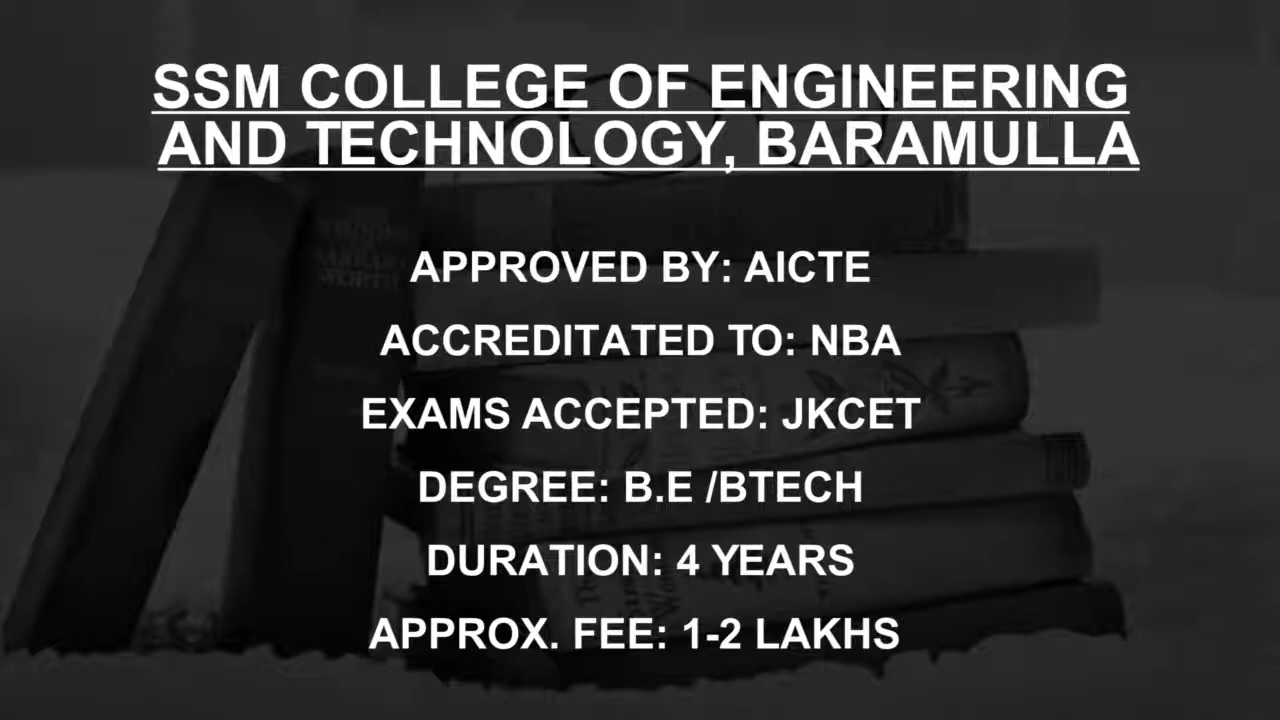 SSM COLLEGE OF ENGINEERING
AND TECHNOLOGY, BARAMULLA
APPROVED BY: AICTE
ACCREDITATED TO: NBA
EXAMS ACCEPTED: JKCET
DEGREE: B.E /BTECH
DURATION: 4 YEARS
APPROX. FEE: 1-2 LAKHS